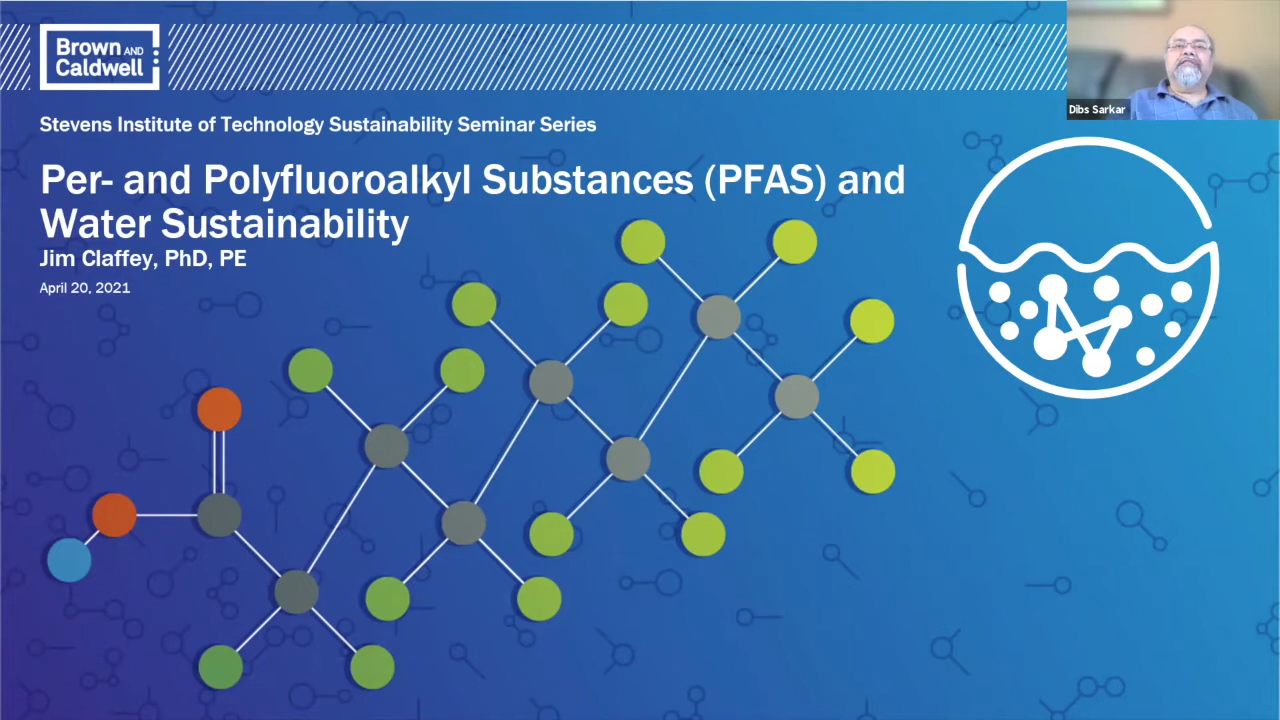 Brown AND
Caldwell
Dibs Sarkar
Stevens Institute of Technology Sustainability Seminar Series
Per- and Polyfluoroalkyl Substances (PFAS) and
Water Sustainability
Jim Claffey, PhD, PE
April 20, 2021